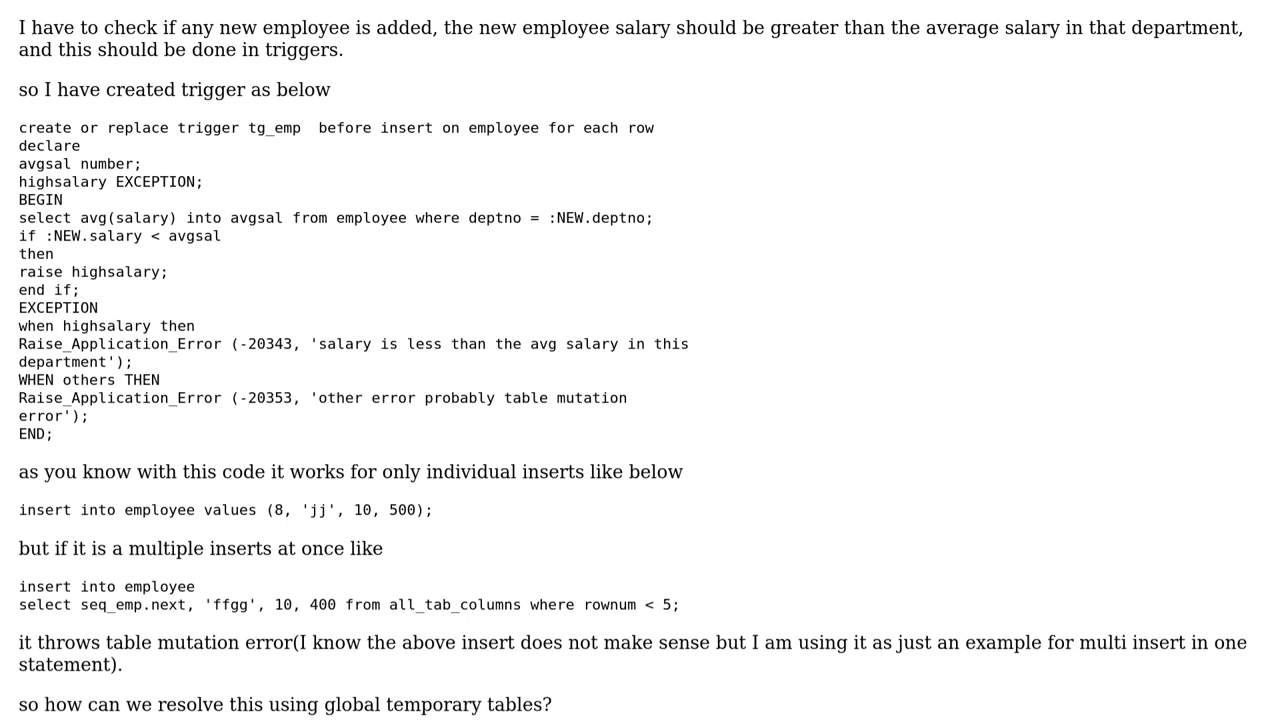 I have to check if any new employee is added, the new employee salary should be greater than the average salary in that department,
and this should be done in triggers.
so I have created trigger as below
create or replace trigger tg_emp  before insert on employee for each row
declare
avgsal number;
highsalary EXCEPTION;
BEGIN
select avg(salary) into avgsal from employee where deptno = :NEW.deptno;
if :NEW.salary < avgsal
then
raise highsalary;
end if;
EXCEPTION
when highsalary then
Raise_Application_Error (-20343, 'salary is less than the avg salary in this
department');
WHEN others THEN
Raise_Application_Error (-20353, 'other error probably table mutation
error');
END;
as you know with this code it works for only individual inserts like below
insert into employee values (8, 'jj', 10, 500);
but if it is a multiple inserts at once like
insert into employee
select seq_emp.next, 'ffgg', 10, 400 from all_tab_columns where rownum < 5;
it throws table mutation error(I know the above insert does not make sense but I am using it as just an example for multi insert in one
statement).
so how can we resolve this using global temporary tables?